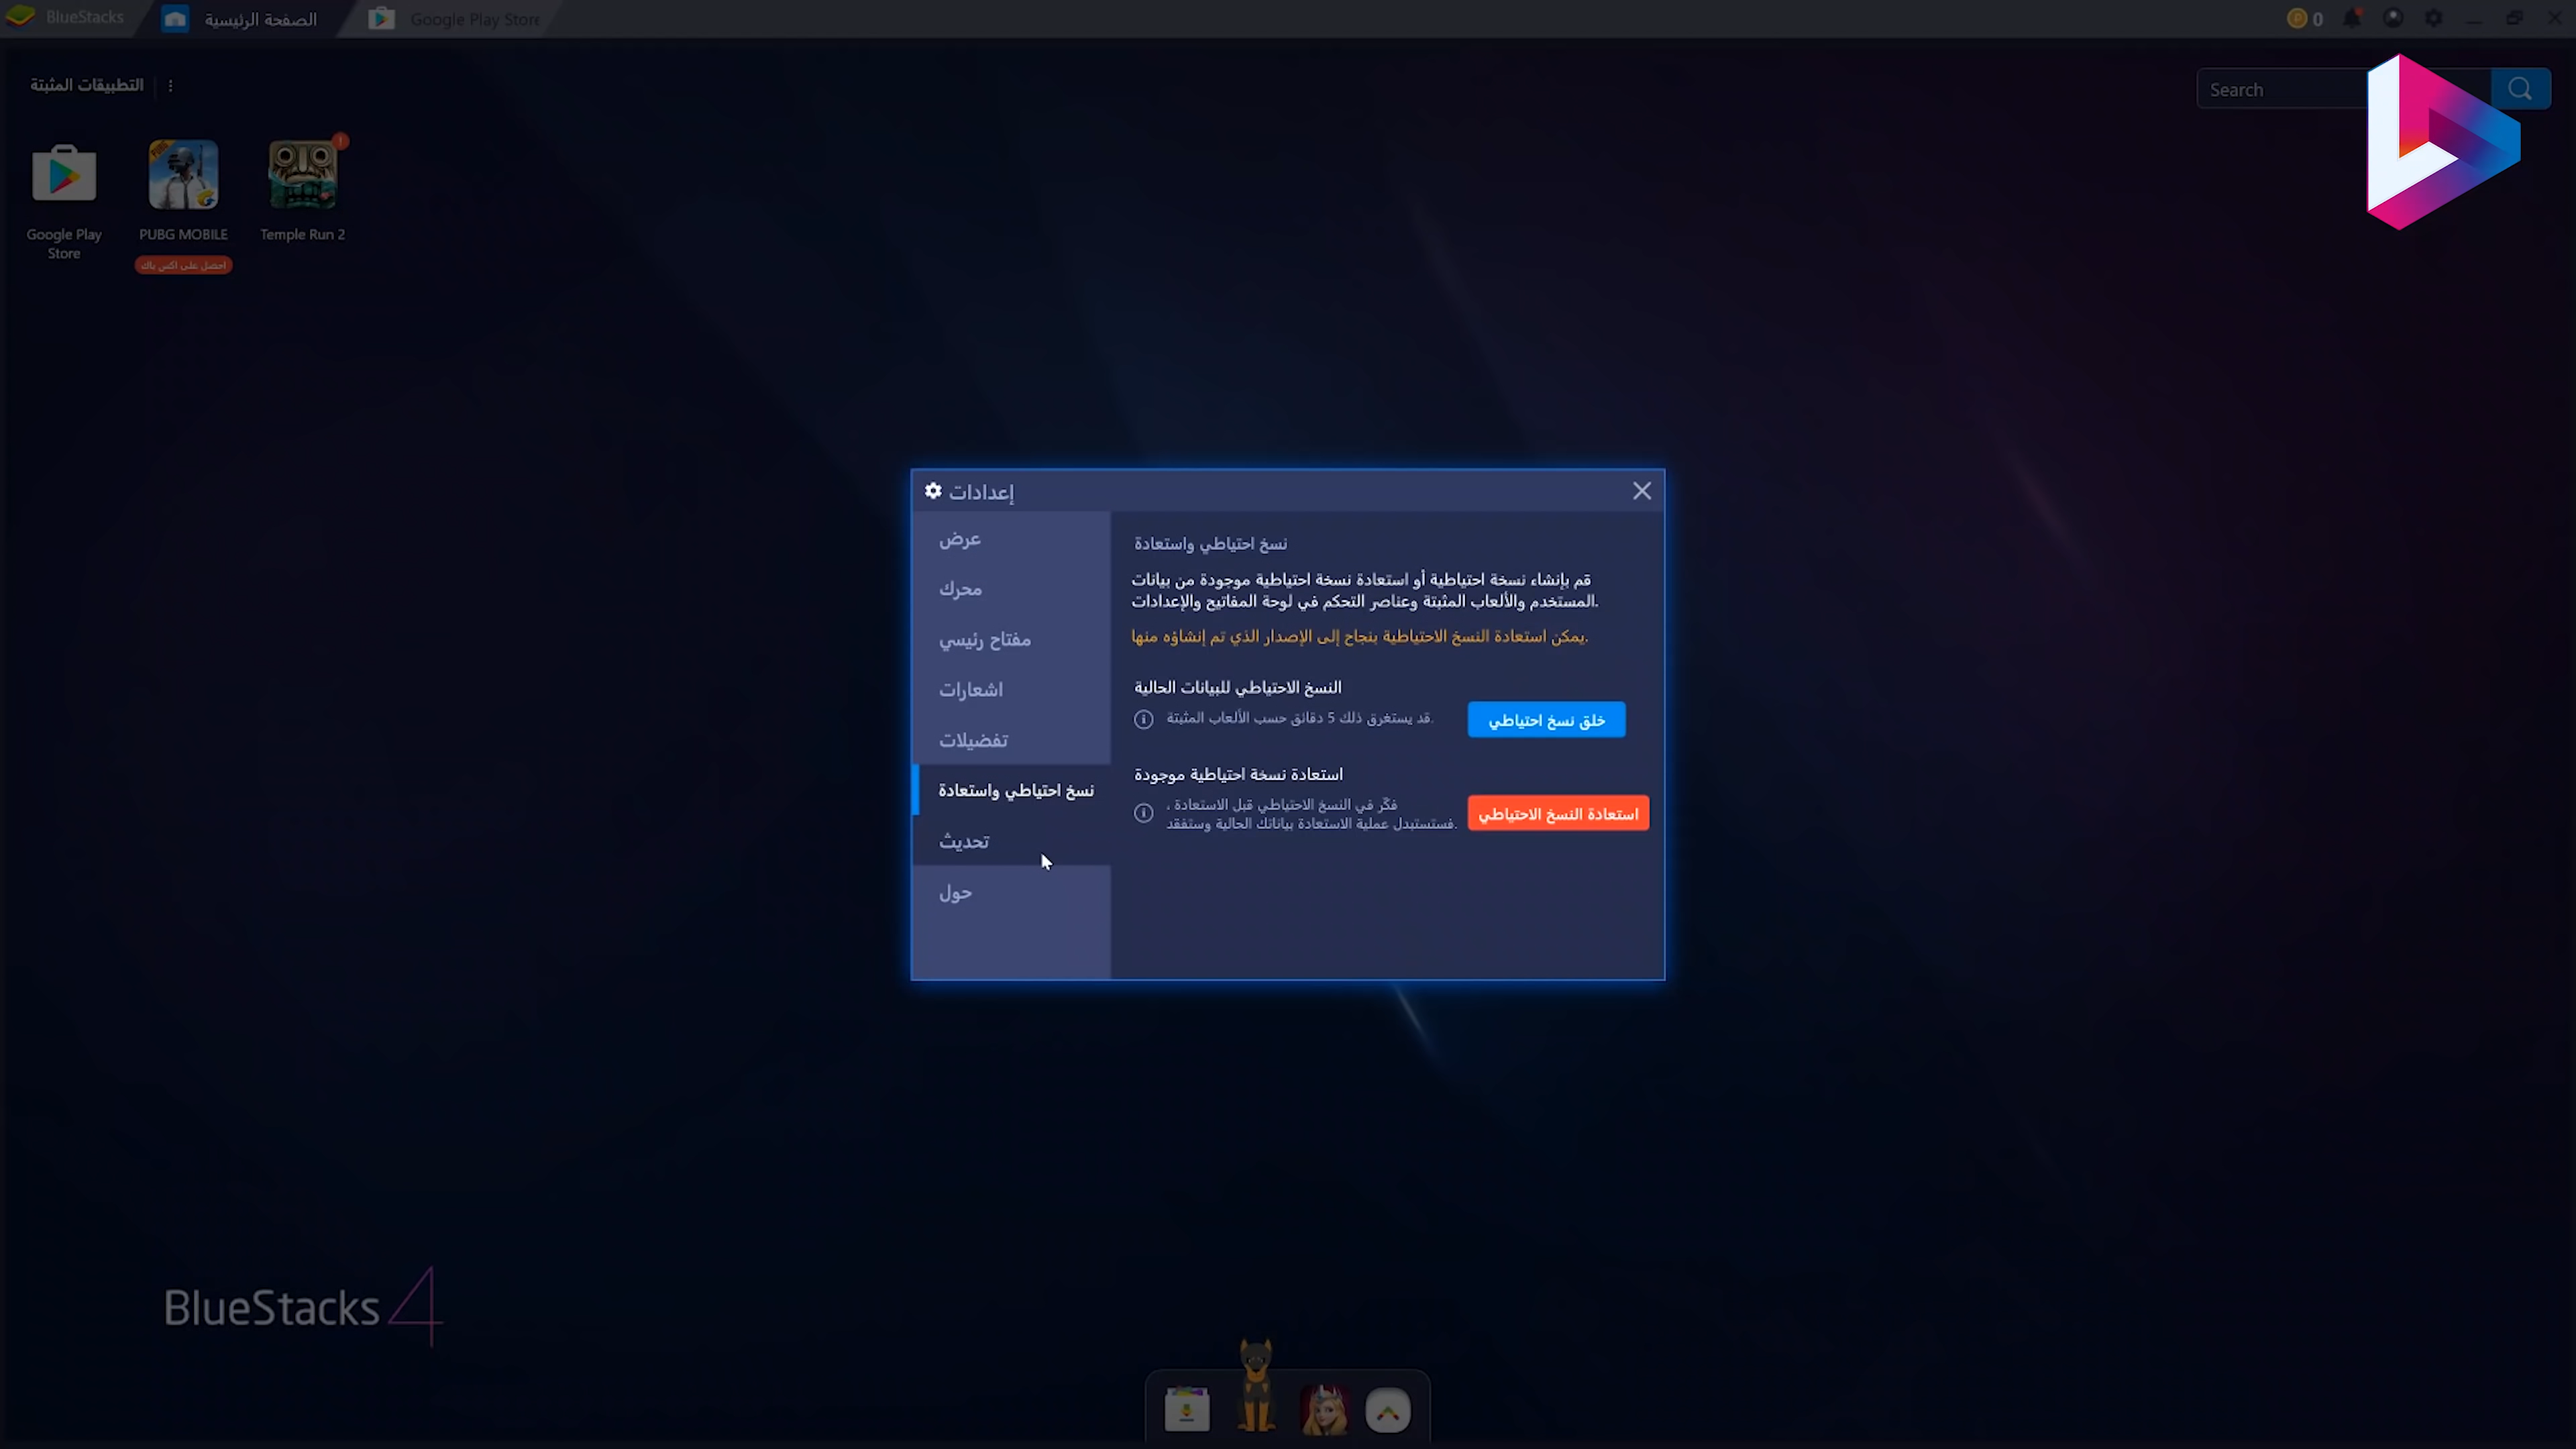 BlueStacks
الصفحة الرئيسية
Google Play Store
0
التطبيقات المثبتة
Search
Google Play
Store
PUBG MOBILE
احصل على اكس باك
Temple Run 2
إعدادات
عرض
محرك
مفتاح رئيسي
اشعارات
تفضيلات
نسخ احتياطي واستعادة
تحديث
حول
نسخ احتياطي واستعادة
قم بإنشاء نسخة احتياطية أو استعادة نسخة احتياطية موجودة من بيانات
المستخدم والألعاب المثبتة وعناصر التحكم في لوحة المفاتيح والإعدادات.
يمكن استعادة النسخ الاحتياطية بنجاح إلى الإصدار الذي تم إنشاؤه منها.
النسخ الاحتياطي للبيانات الحالية
قد يستغرق ذلك 5 دقائق حسب الألعاب المثبتة.
خلق نسخ احتياطي
استعادة نسخة احتياطية موجودة
فكّر في النسخ الاحتياطي قبل الاستعادة ،
فستستبدل عملية الاستعادة بياناتك الحالية وستفقد.
استعادة النسخ الاحتياطي
BlueStacks 4